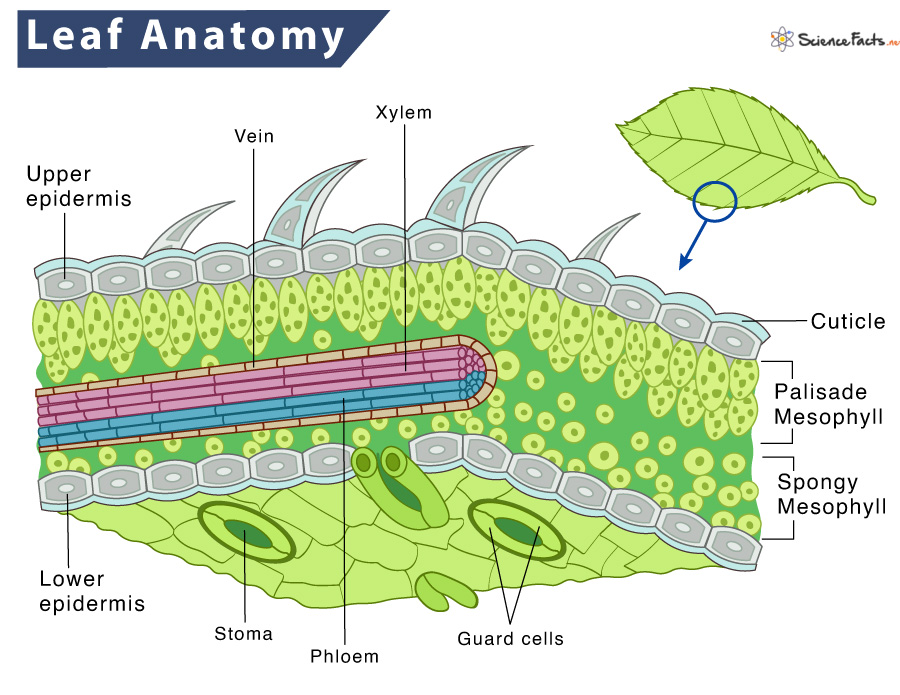 Leaf Anatomy
ScienceFacts.net
Xylem
Vein
Upper
epidermis
Cuticle
Palisade
Mesophyll
Spongy
Mesophyll
Lower
epidermis
Stoma
Guard cells
Phloem